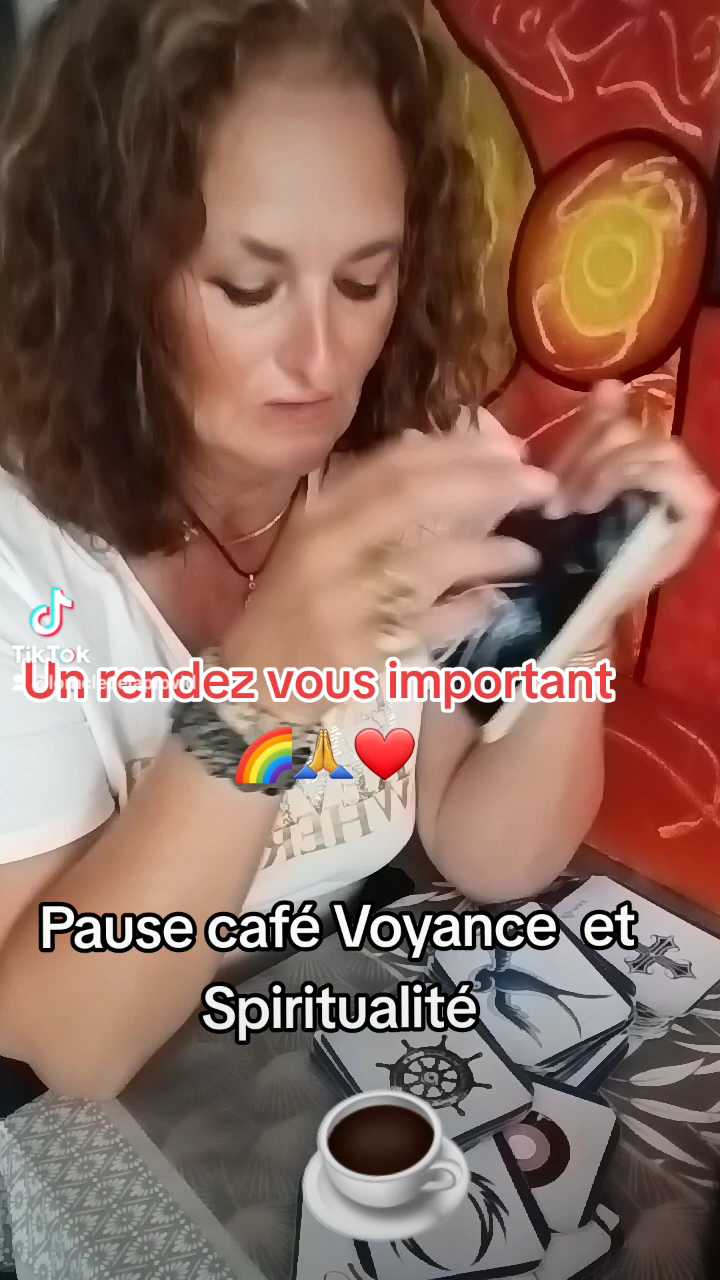 TikTok
Un rendez vous important
🌈🙏❤️
Pause café Voyance et
Spiritualité